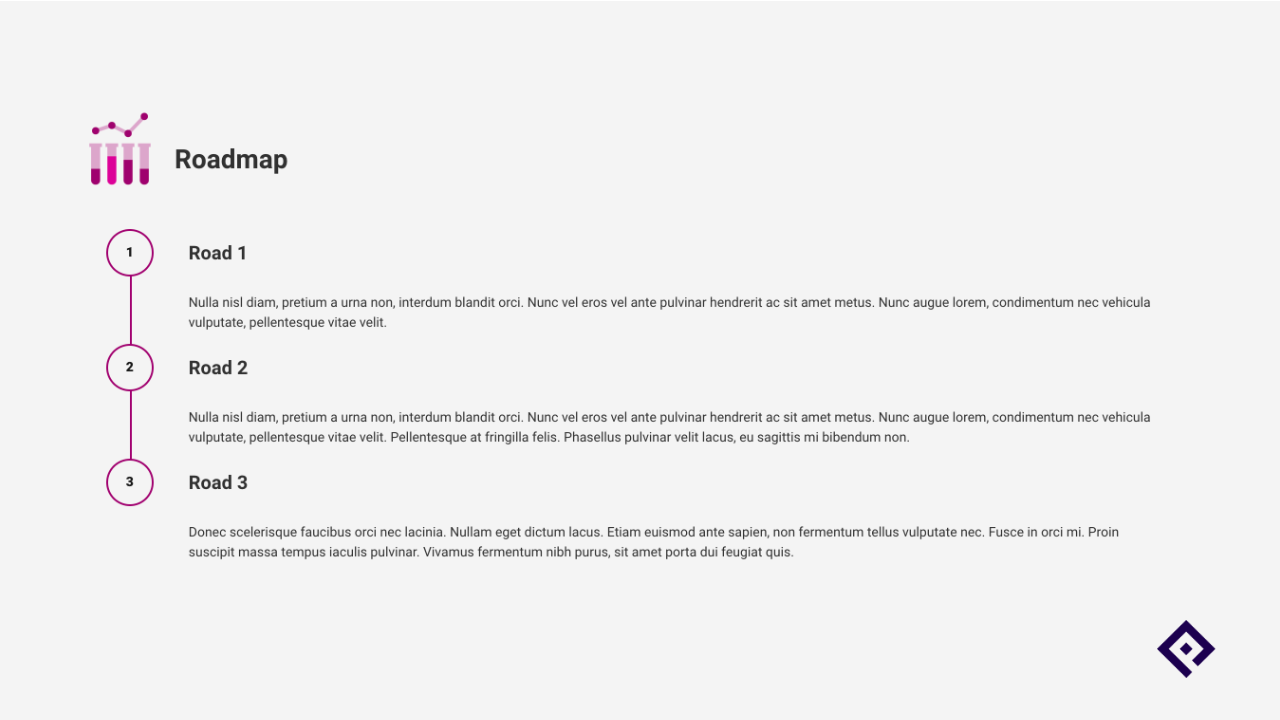 Roadmap
1
Road 1
Nulla nisl diam, pretium a urna non, interdum blandit orci. Nunc vel eros vel ante pulvinar hendrerit ac sit amet metus. Nunc augue lorem, condimentum nec vehicula
vulputate, pellentesque vitae velit.
2
Road 2
Nulla nisl diam, pretium a urna non, interdum blandit orci. Nunc vel eros vel ante pulvinar hendrerit ac sit amet metus. Nunc augue lorem, condimentum nec vehicula
vulputate, pellentesque vitae velit. Pellentesque at fringilla felis. Phasellus pulvinar velit lacus, eu sagittis mi bibendum non.
3
Road 3
Donec scelerisque faucibus orci nec lacinia. Nullam eget dictum lacus. Etiam euismod ante sapien, non fermentum tellus vulputate nec. Fusce in orci mi. Proin
suscipit massa tempus iaculis pulvinar. Vivamus fermentum nibh purus, sit amet porta dui feugiat quis.